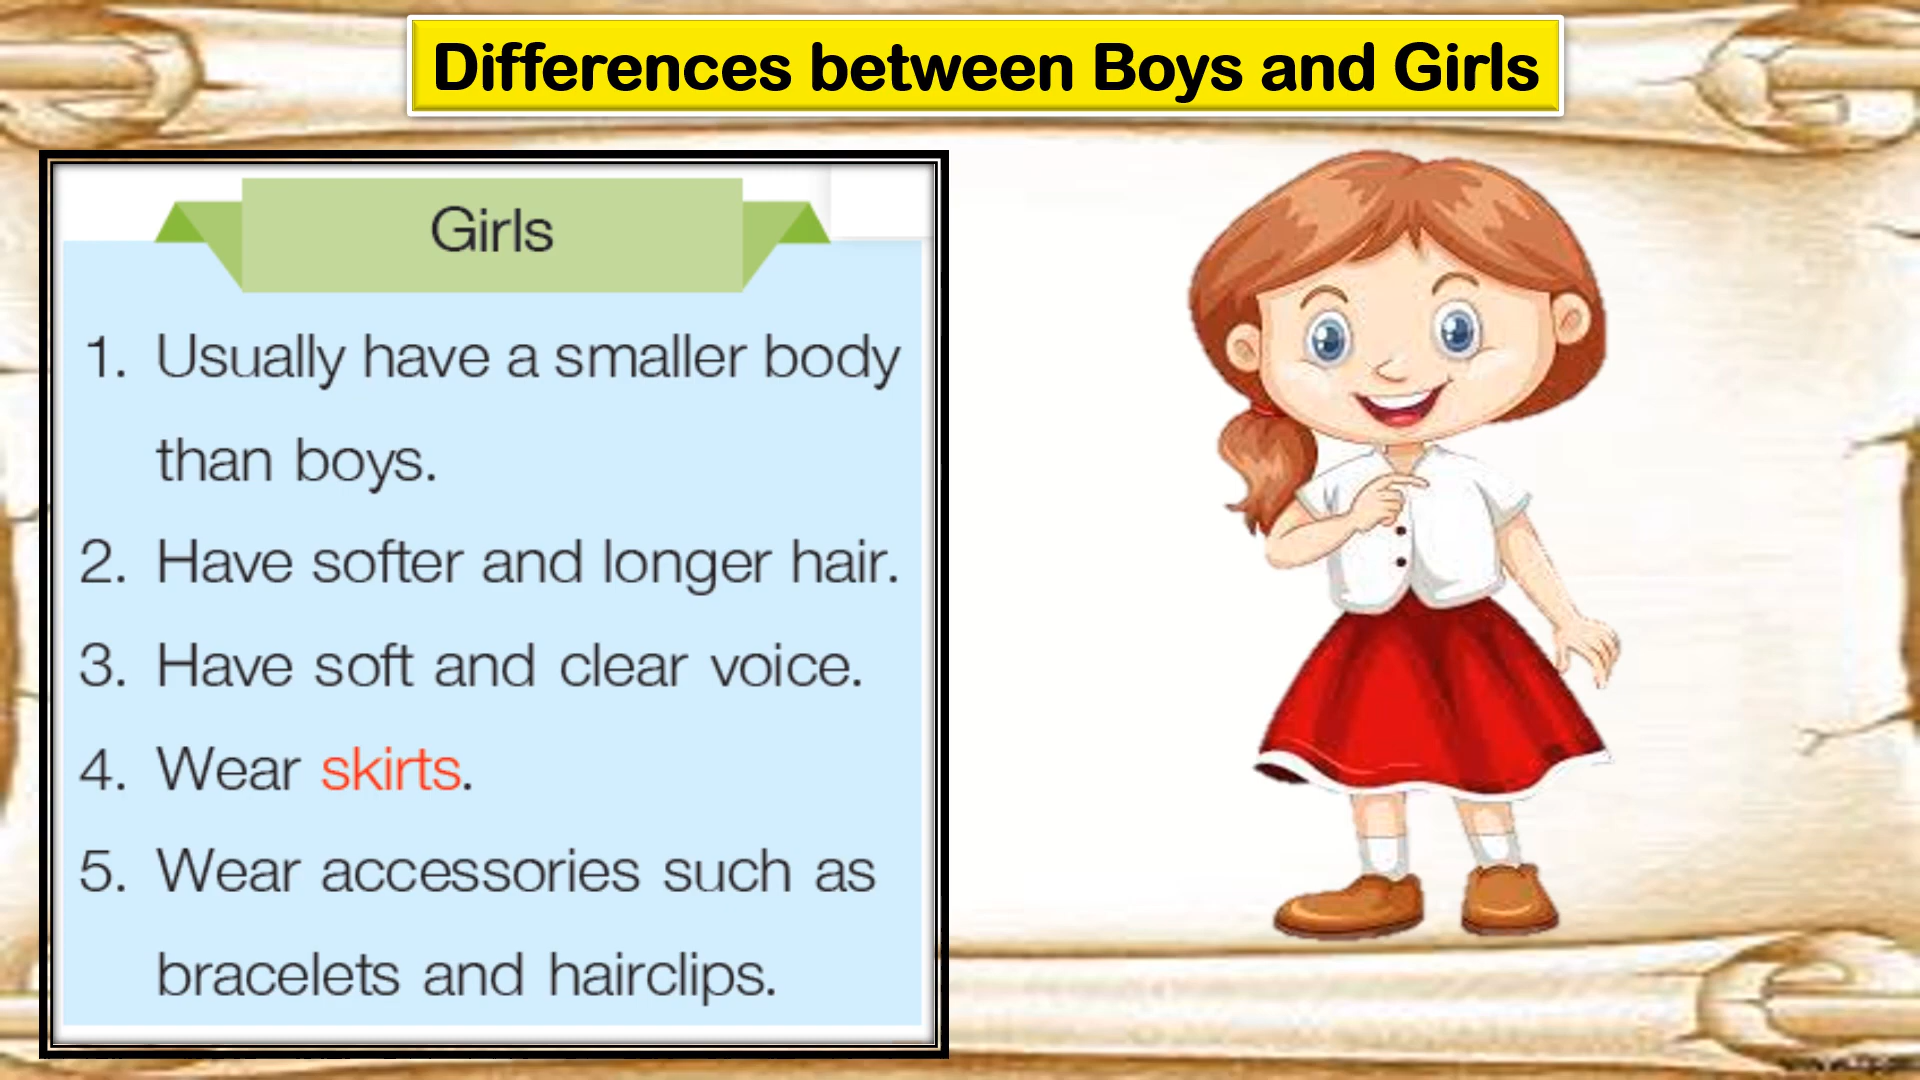 Differences between Boys and Girls
Girls
1. Usually have a smaller body
than boys.
2. Have softer and longer hair.
3. Have soft and clear voice.
4. Wear skirts.
5. Wear accessories such as
bracelets and hairclips.